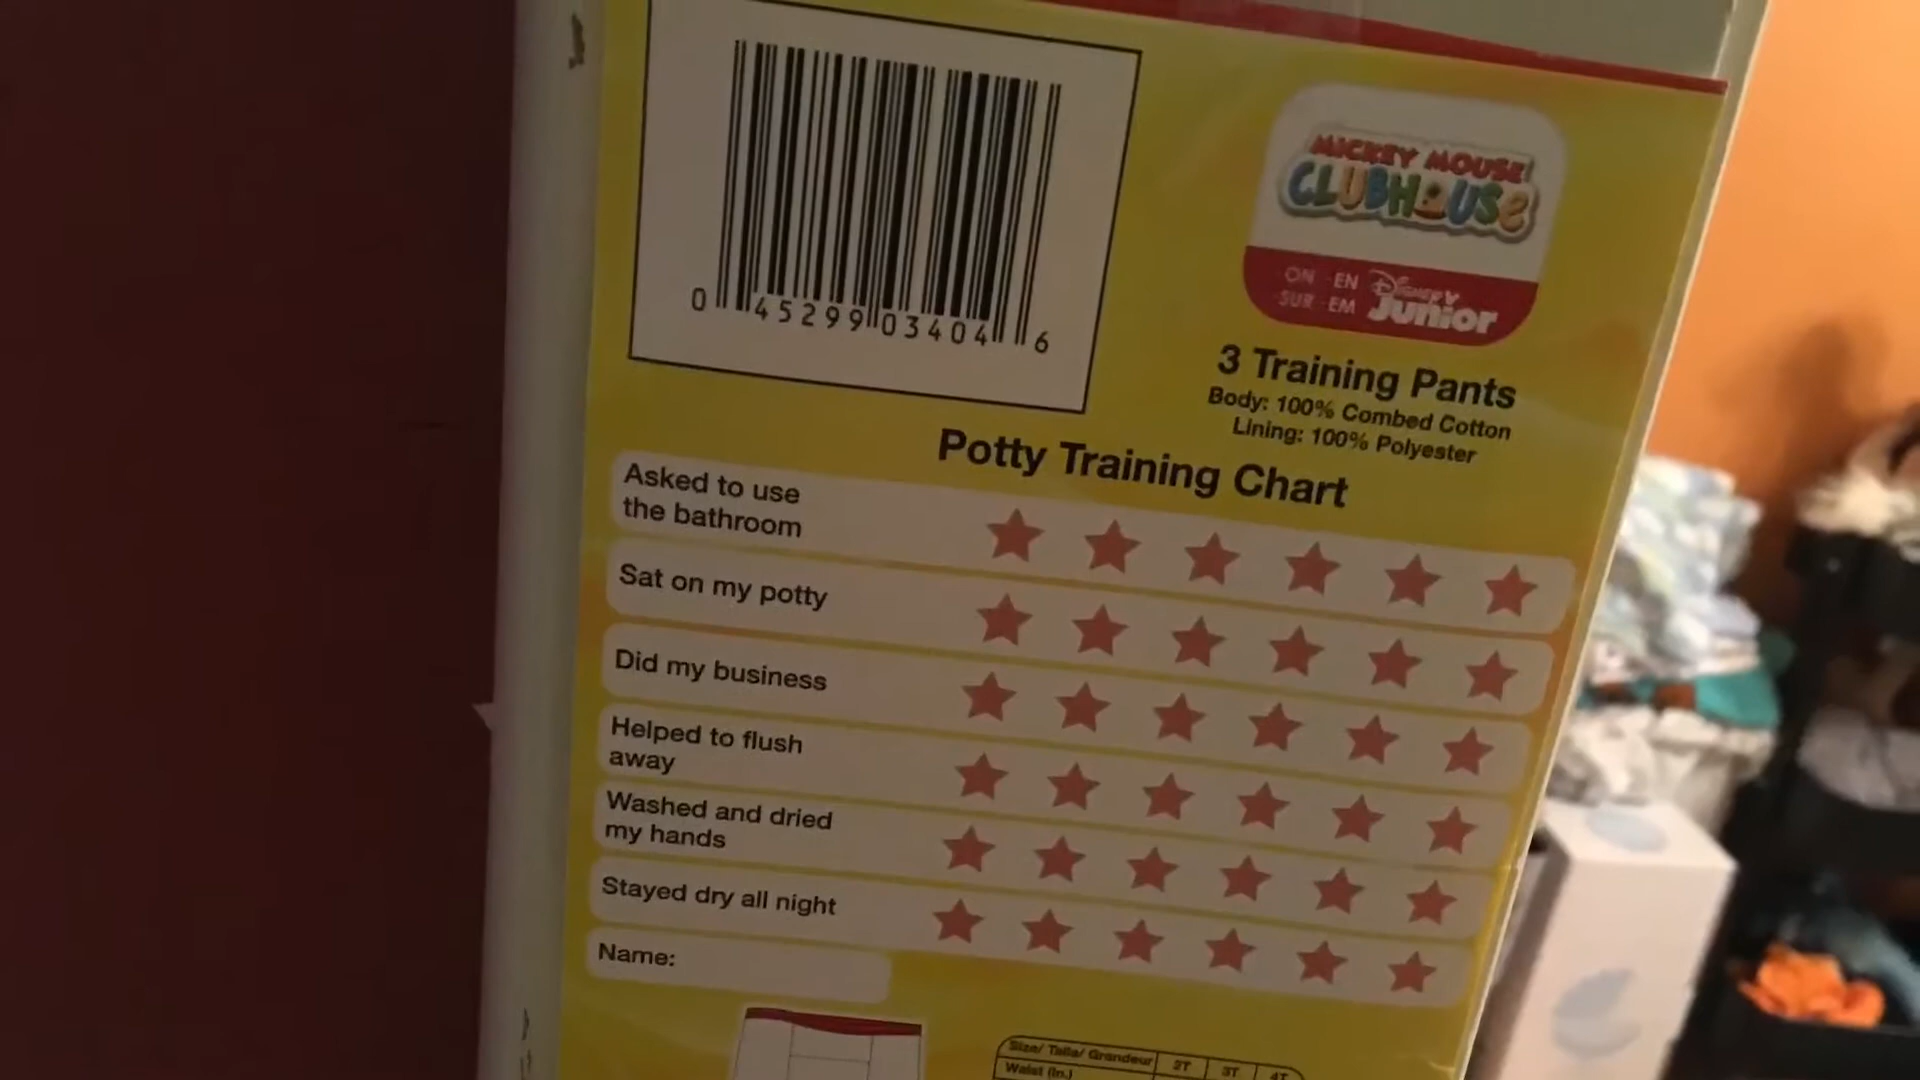 0 45299 03404 6
MICKEY MOUSE
CLUBHOUSE
ON · EN
SUR · EM
Disney
Junior
3 Training Pants
Body: 100% Combed Cotton
Lining: 100% Polyester
Potty Training Chart
Asked to use
the bathroom
Sat on my potty
Did my business
Helped to flush
away
Washed and dried
my hands
Stayed dry all night
Name:
Size/ Talla/ Grandeur 2T 3T 4T
Waist (in.)